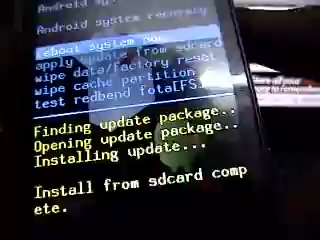 Android system recovery
reboot system now
apply update from sdcard
wipe data/factory reset
wipe cache partition
test redbend fota[FS]
Finding update package..
Opening update package..
Installing update...
Install from sdcard comp
ete.